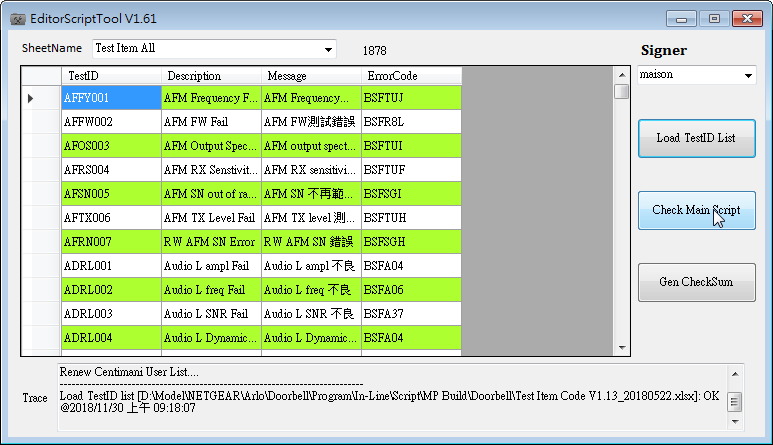 EditorScriptTool V1.61
SheetName Test Item All 1878 Signer
maison
TestID Description Message ErrorCode
AFFY001 AFM Frequency F... AFM Frequency... BSFTUJ
AFFW002 AFM FW Fail AFM FW測試錯誤 BSFR8L
AFOS003 AFM Output Spect... AFM output spect... BSFTUI
AFRS004 AFM RX Senstivit... AFM RX sensitivi... BSFTUF
AFSN005 AFM SN out of ra... AFM SN 不再範... BSFSGI
AFTX006 AFM TX Level Fail AFM TX level 測... BSFTUH
AFRN007 RW AFM SN Error RW AFM SN 錯誤 BSFSGH
ADRL001 Audio L ampl Fail Audio L ampl 不良 BSFA04
ADRL002 Audio L freq Fail Audio L freq 不良 BSFA06
ADRL003 Audio L SNR Fail Audio L SNR 不良 BSFA37
ADRL004 Audio L Dynamic... Audio L Dynamic... BSFA04
Load TestID List
Check Main Script
Gen CheckSum
Trace
Renew Centimani User List....
--------------------------------------------------------------------------
Load TestID list [D:\Model\NETGEAR\Arlo\Doorbell\Program\In-Line\Script\MP Build\Doorbell\Test Item Code V1.13_20180522.xlsx]: OK
@2018/11/30 上午 09:18:07